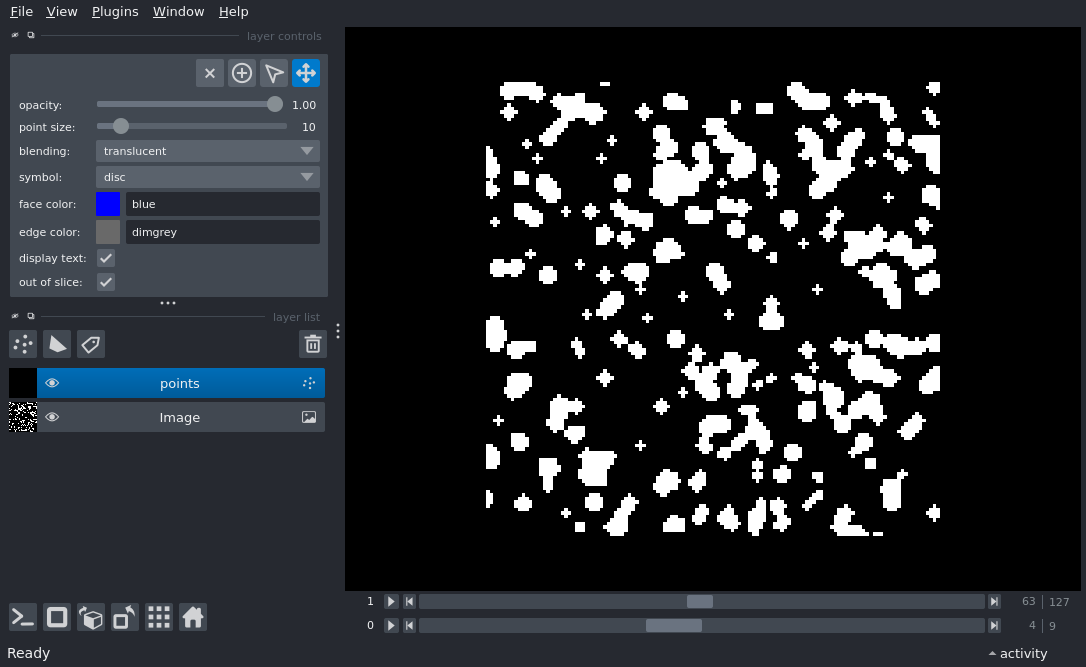 File View Plugins Window Help
layer controls
opacity: 1.00
point size: 10
blending: translucent
symbol: disc
face color: blue
edge color: dimgrey
display text:
out of slice:
layer list
points
Image
1 63 127
0 4 9
Ready activity